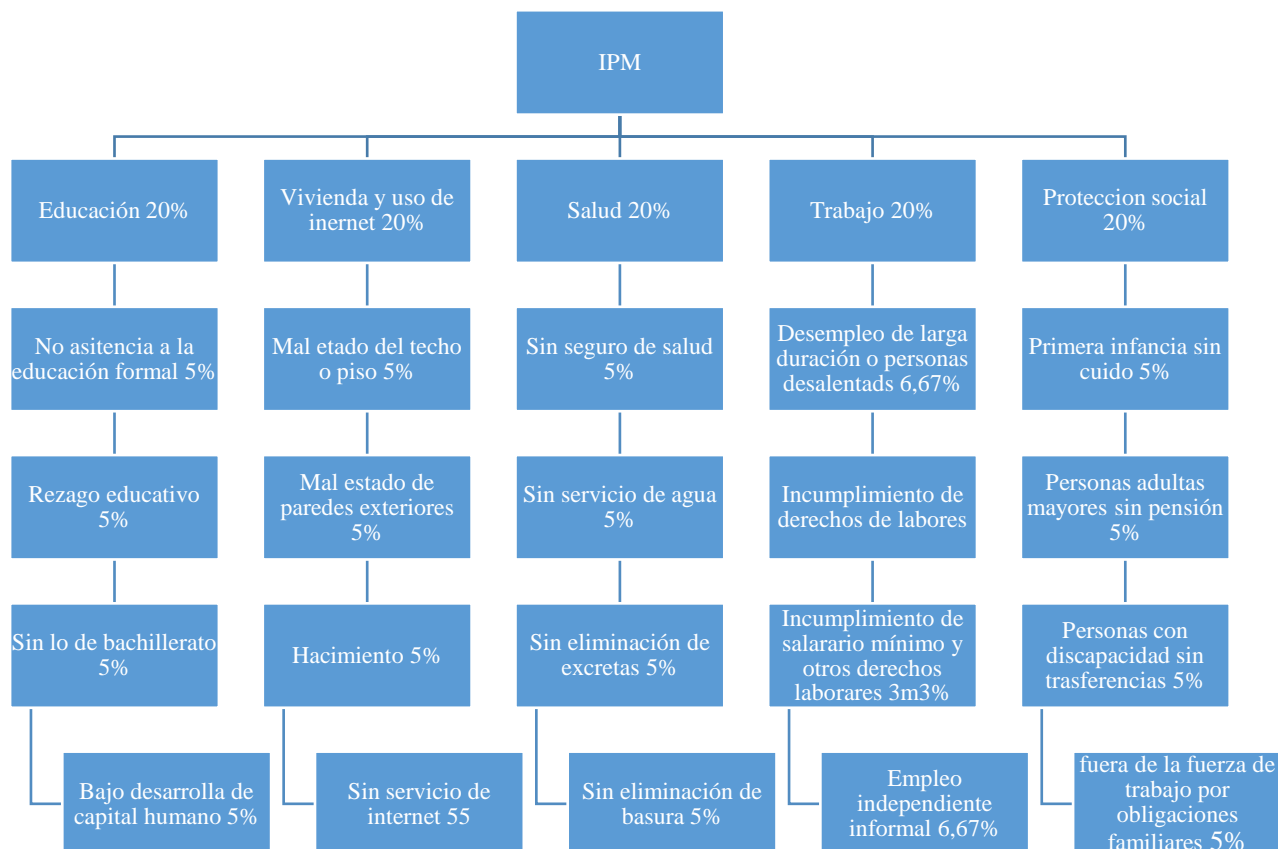 IPM
Educación 20%
Vivienda y uso de
inernet 20%
Salud 20%
Trabajo 20%
Proteccion social
20%
No asitencia a la
educación formal 5%
Mal etado del techo
o piso 5%
Sin seguro de salud
5%
Desempleo de larga
duración o personas
desalentads 6,67%
Primera infancia sin
cuido 5%
Rezago educativo
5%
Mal estado de
paredes exteriores
5%
Sin servicio de agua
5%
Incumplimiento de
derechos de labores
Personas adultas
mayores sin pensión
5%
Sin lo de bachillerato
5%
Hacimiento 5%
Sin eliminación de
excretas 5%
Incumplimiento de
salarario mínimo y
otros derechos
laborares 3m3%
Personas con
discapacidad sin
trasferencias 5%
Bajo desarrolla de
capital humano 5%
Sin servicio de
internet 55
Sin eliminación de
basura 5%
Empleo
independiente
informal 6,67%
fuera de la fuerza de
trabajo por
obligaciones
familiares 5%